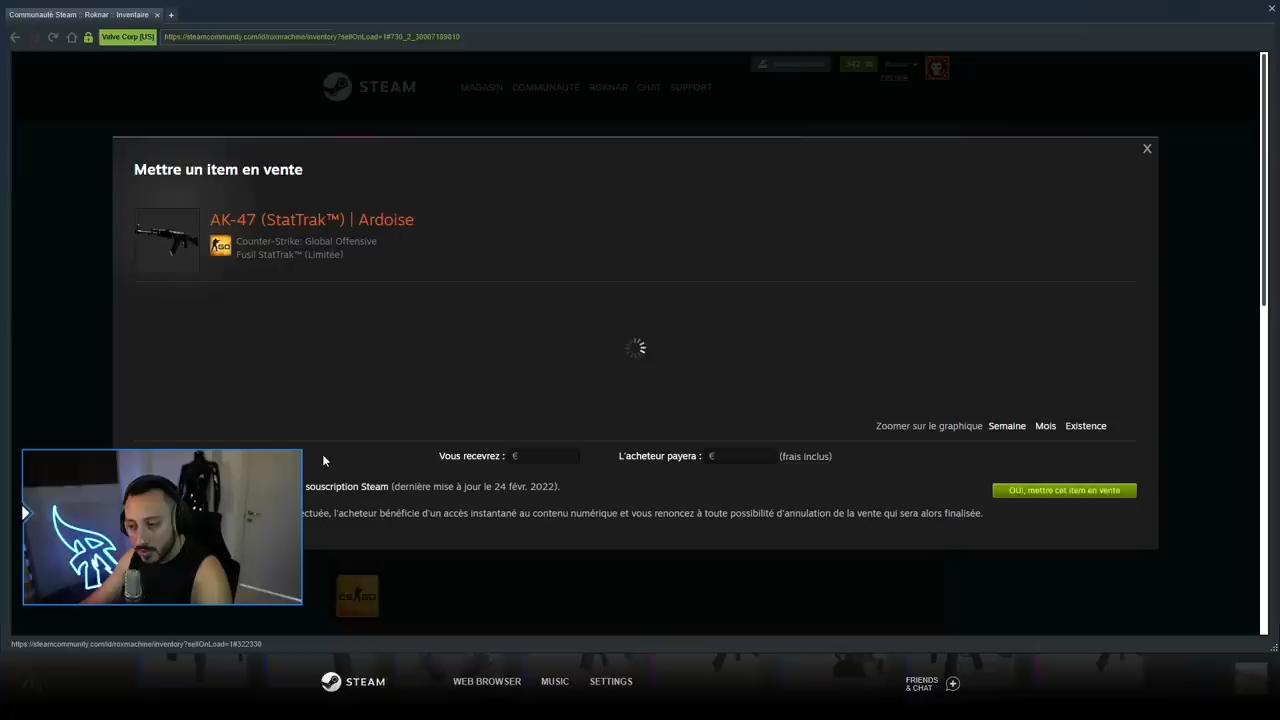 Communauté Steam :: Roknar :: Inventaire
Valve Corp [US]
https://steamcommunity.com/id/roxmachine/inventory?sellOnLoad=1#730_2_30007189810
STEAM
MAGASIN COMMUNAUTÉ ROKNAR CHAT SUPPORT
Mettre un item en vente
X
AK-47 (StatTrak™) | Ardoise
Counter-Strike: Global Offensive
Fusil StatTrak™ (Limitée)
Zoomer sur le graphique Semaine Mois Existence
Vous recevrez : € L'acheteur payera : € (frais inclus)
souscription Steam (dernière mise à jour le 24 févr. 2022).
OUI, mettre cet item en vente
ectuée, l'acheteur bénéficie d'un accès instantané au contenu numérique et vous renoncez à toute possibilité d'annulation de la vente qui sera alors finalisée.
CS GO
https://steamcommunity.com/id/roxmachine/inventory?sellOnLoad=1#322330
STEAM
WEB BROWSER MUSIC SETTINGS
FRIENDS
& CHAT